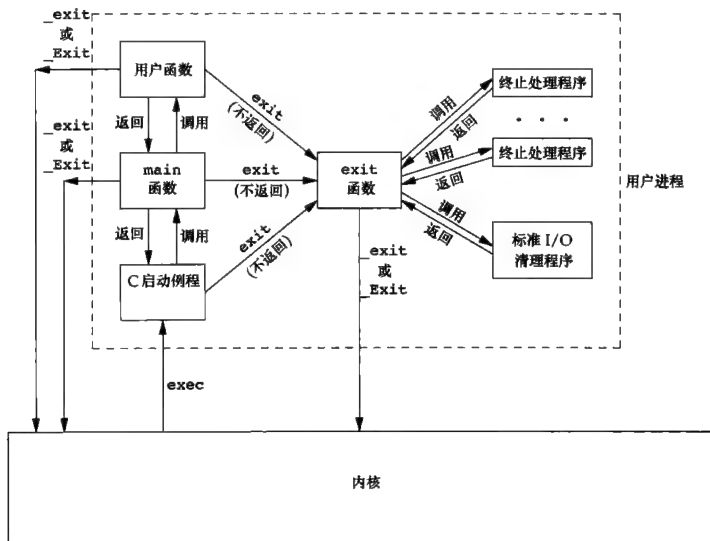 _exit
或
_Exit
用户函数
exit
(不返回)
调用
返回
终止处理程序
. . .
返回
调用
_exit
或
_Exit
main
函数
exit
(不返回)
exit
函数
调用
返回
终止处理程序
用户进程
返回
调用
exit
(不返回)
调用
返回
标准 I/O
清理程序
C 启动例程
_exit
或
_Exit
exec
内核